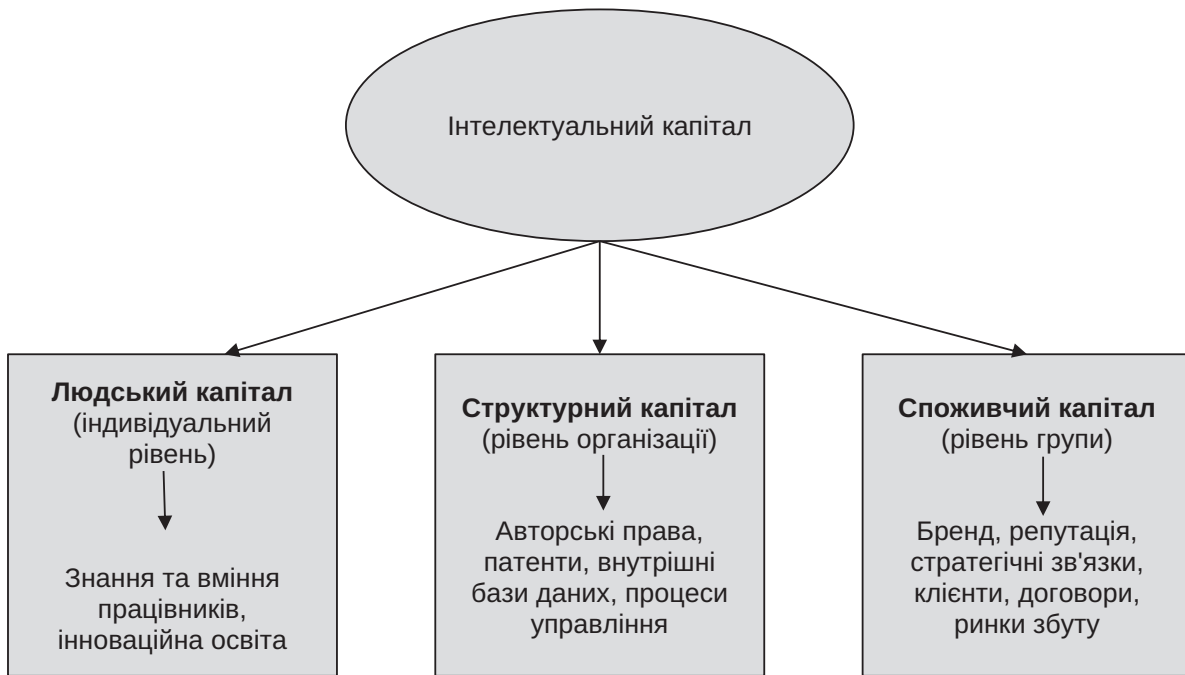 Інтелектуальний капітал
Людський капітал
(індивідуальний
рівень)
Знання та вміння
працівників,
інноваційна освіта
Структурний капітал
(рівень організації)
Авторські права,
патенти, внутрішні
бази даних, процеси
управління
Споживчий капітал
(рівень групи)
Бренд, репутація,
стратегічні зв'язки,
клієнти, договори,
ринки збуту